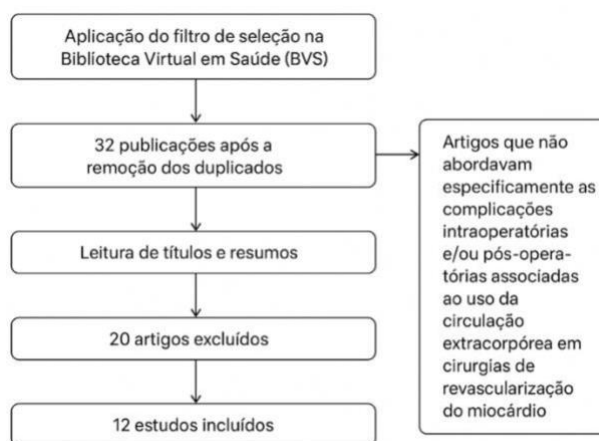 Aplicação do filtro de seleção na
Biblioteca Virtual em Saúde (BVS)
32 publicações após a
remoção dos duplicados
Leitura de títulos e resumos
20 artigos excluídos
12 estudos incluídos
Artigos que não
abordavam
especificamente as
complicações
intraoperatórias
e/ou pós-opera-
tórias associadas
ao uso da
circulação
extracorpórea em
cirurgias de
revascularização
do miocárdio